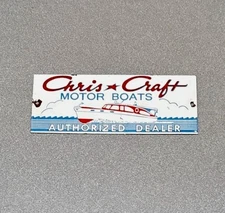 Chris ★ Craft
MOTOR BOATS
AUTHORIZED DEALER